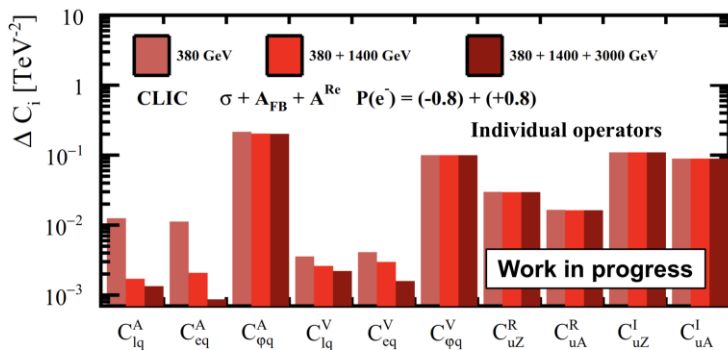 10
380 GeV
380 + 1400 GeV
380 + 1400 + 3000 GeV
1
CLIC σ + A_FB + A^Re P(e^-) = (-0.8) + (+0.8)
Individual operators
10^-1
10^-2
10^-3
Δ C_i [TeV^-2]
Work in progress
C^A_lq C^A_eq C^A_φq C^V_lq C^V_eq C^V_φq C^R_uZ C^R_uA C^I_uZ C^I_uA